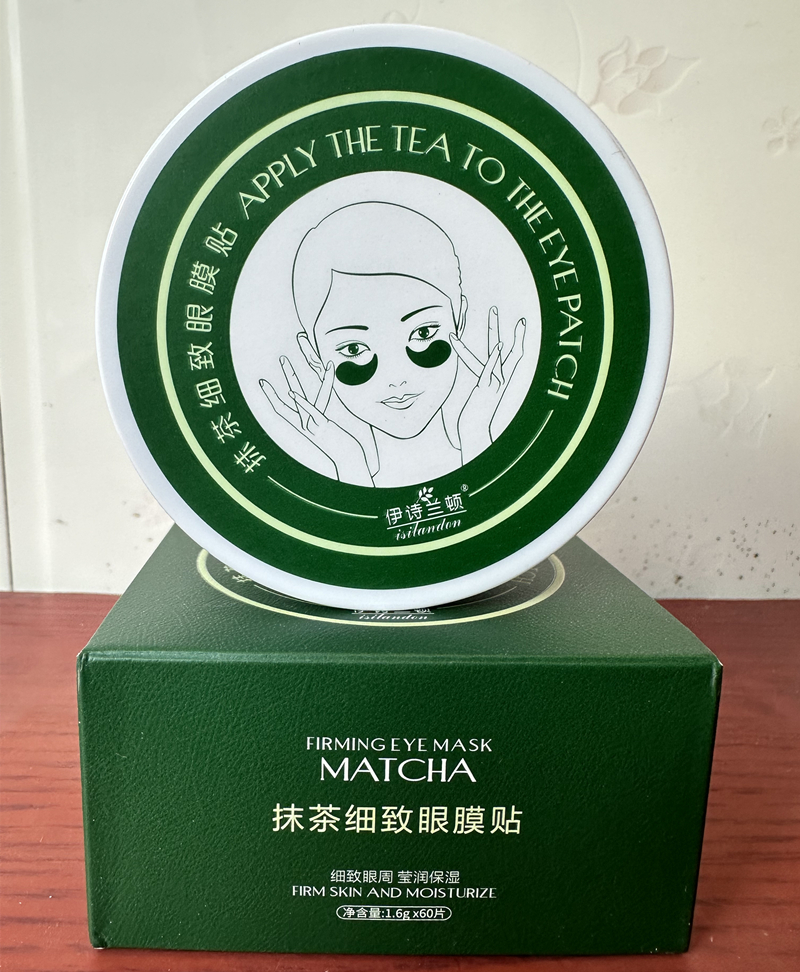 抹茶细致眼膜贴 APPLY THE TEA TO THE EYE PATCH
伊诗兰顿®
isilandon
isilandon
FIRMING EYE MASK
MATCHA
抹茶细致眼膜贴
细致眼周 莹润保湿
FIRM SKIN AND MOISTURIZE
净含量:1.6g x60片